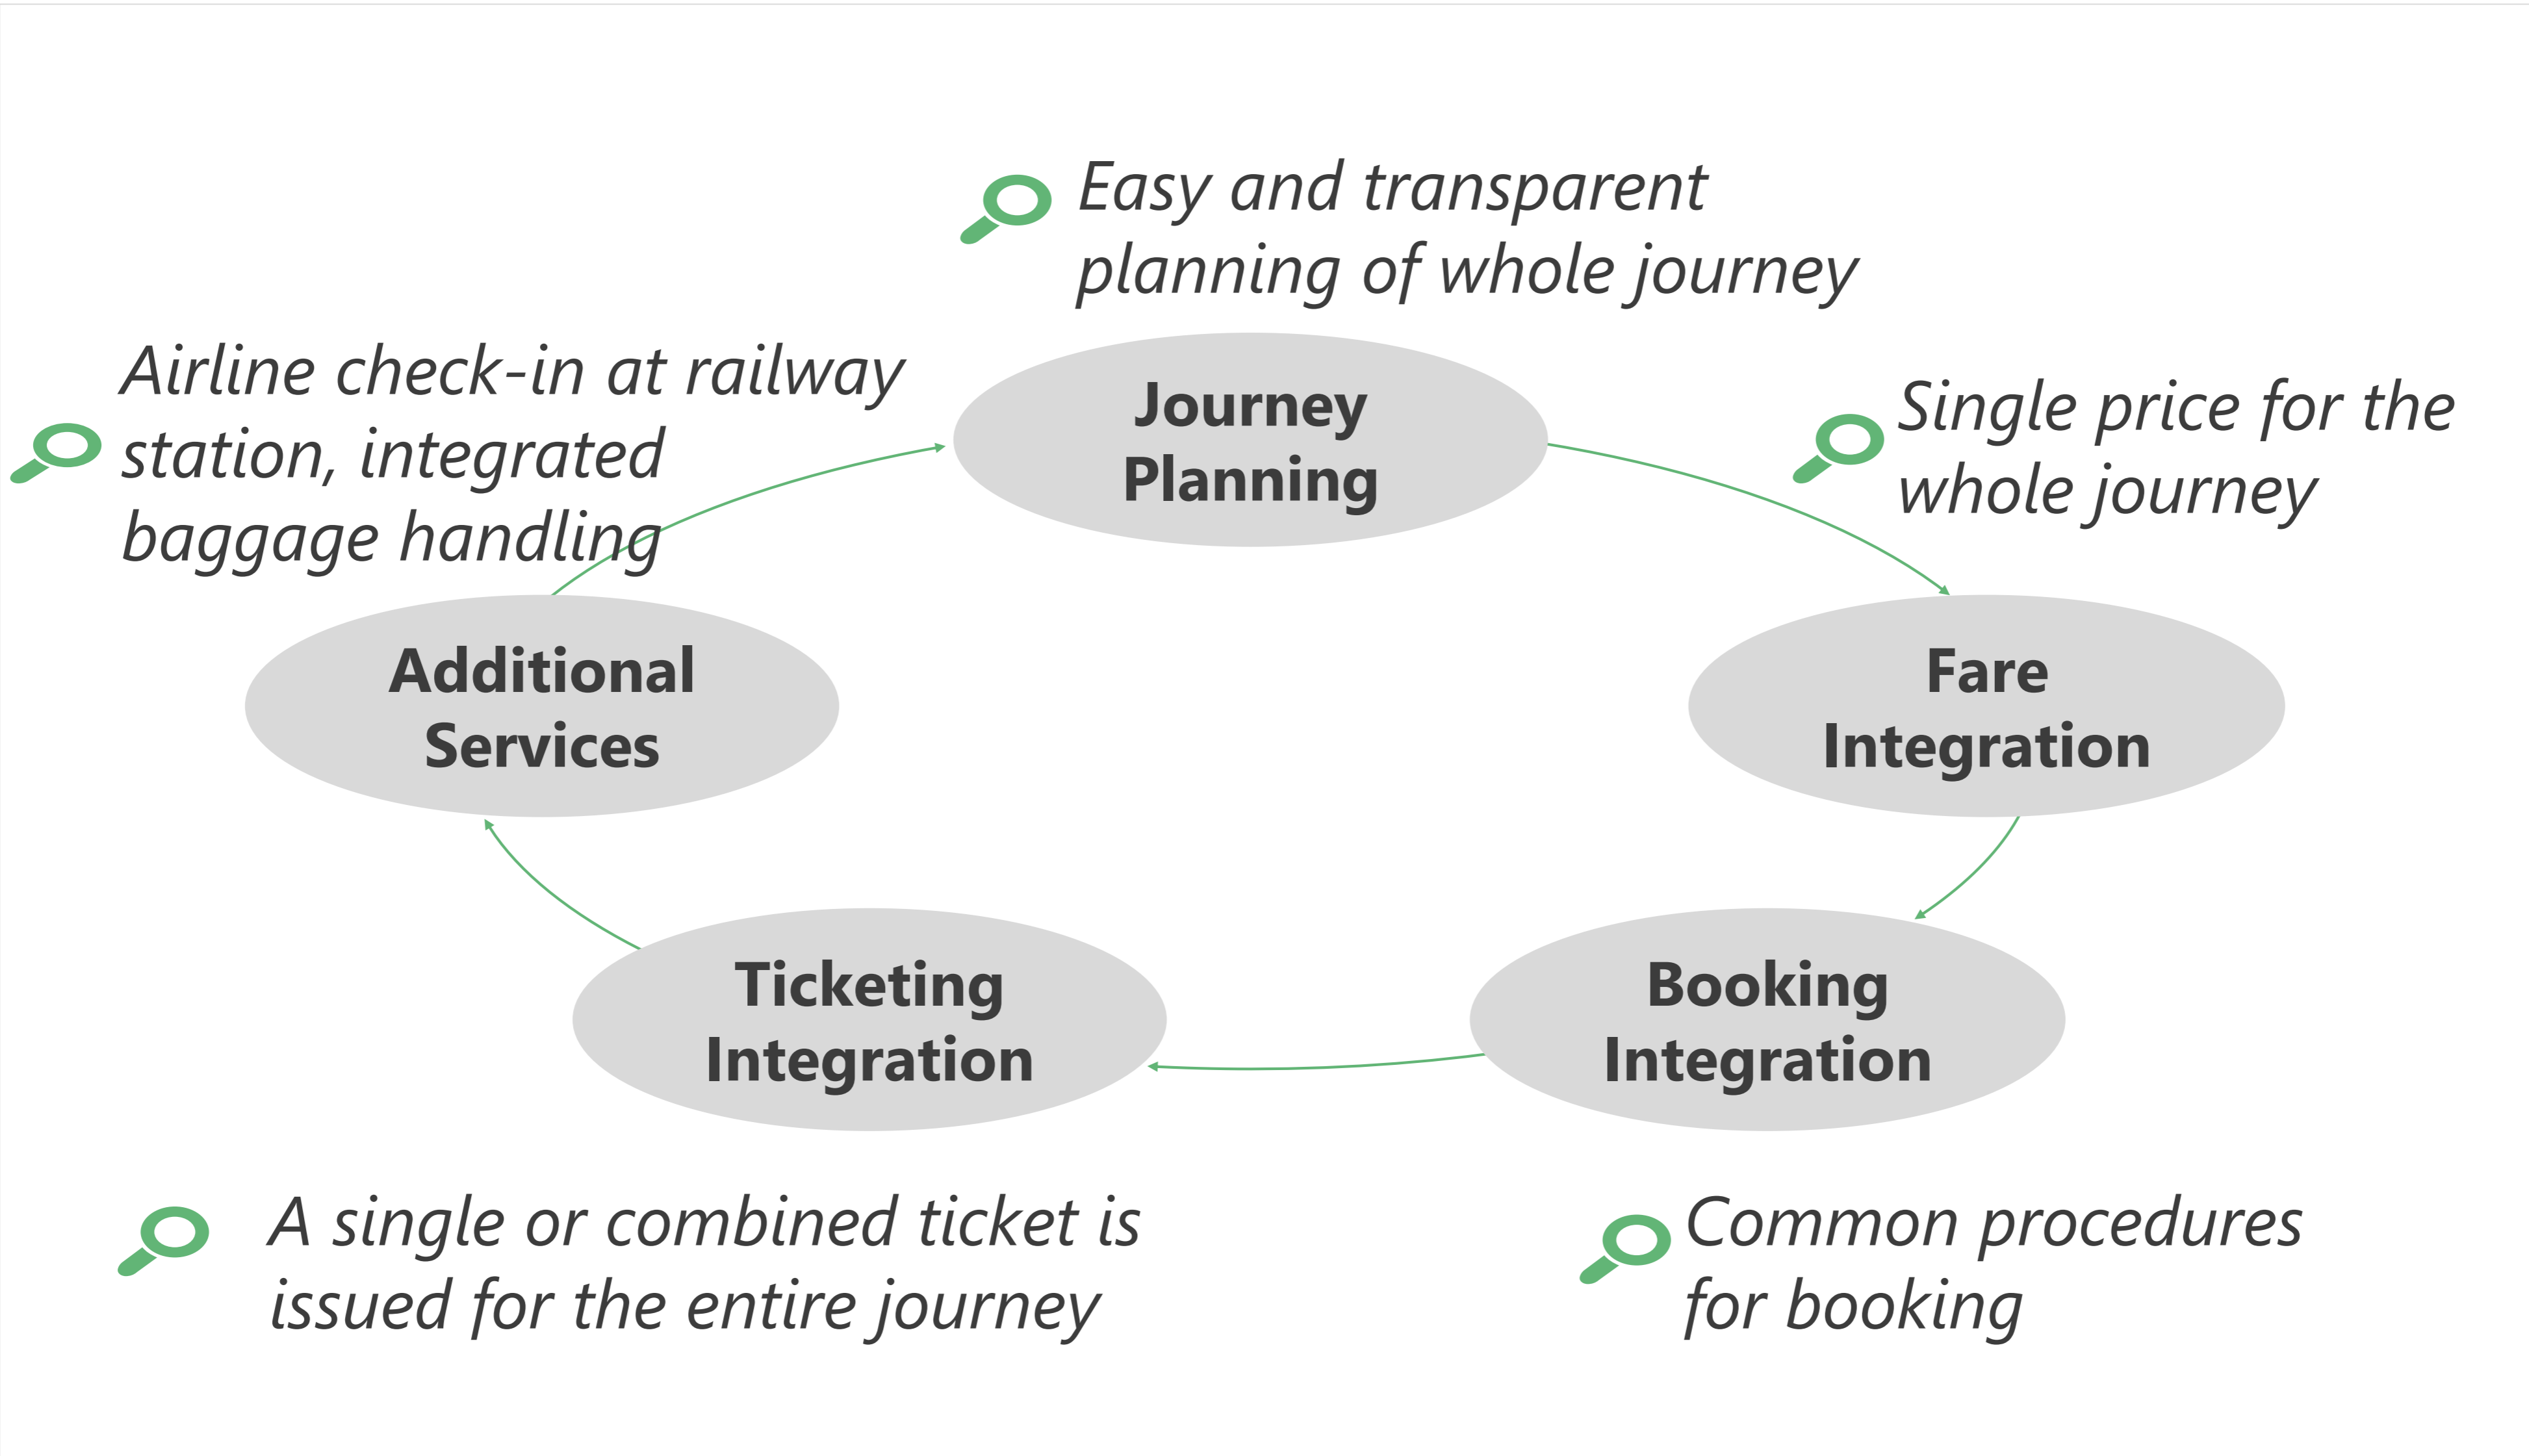 Easy and transparent
planning of whole journey
Journey
Planning
Single price for the
whole journey
Fare
Integration
Booking
Integration
Common procedures
for booking
Ticketing
Integration
A single or combined ticket is
issued for the entire journey
Additional
Services
Airline check-in at railway
station, integrated
baggage handling